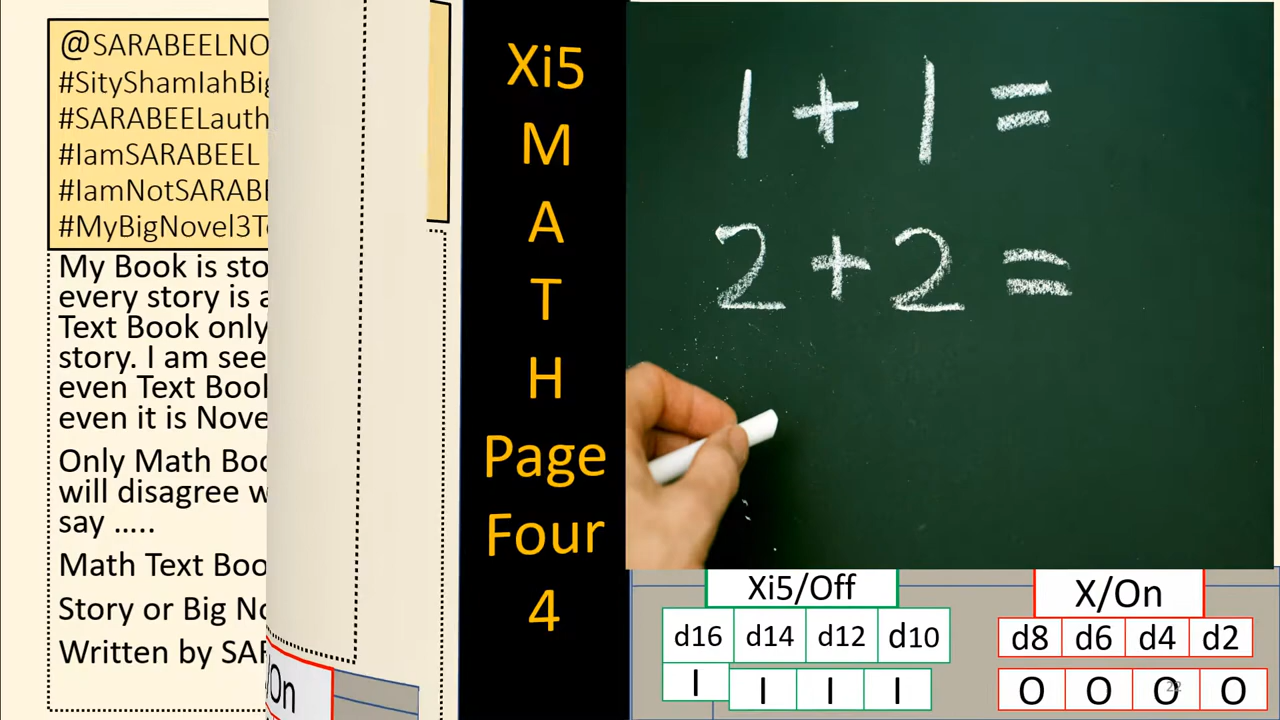 @SARABEELNO
#SityShamIahBig
#SARABEELauth
#IamSARABEEL
#IamNotSARABE
#MyBigNovel3T
My Book is sto
every story is a
Text Book only
story. I am see
even Text Book
even it is Nove
Only Math Boo
will disagree w
say .....
Math Text Boo
Story or Big No
Written by SAR
/On
Xi5
M
A
T
H
Page
Four
4
1 + 1 =
2 + 2 =
Xi5/Off
d16 d14 d12 d10
I I I I
X/On
d8 d6 d4 d2
O O O O
22